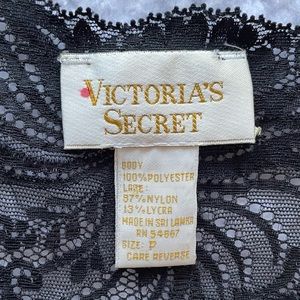 VICTORIA'S
SECRET
BODY
100% POLYESTER
LACE:
87% NYLON
13% LYCRA
MADE IN SRI LANKA
RN 54867
SIZE: P
CARE REVERSE